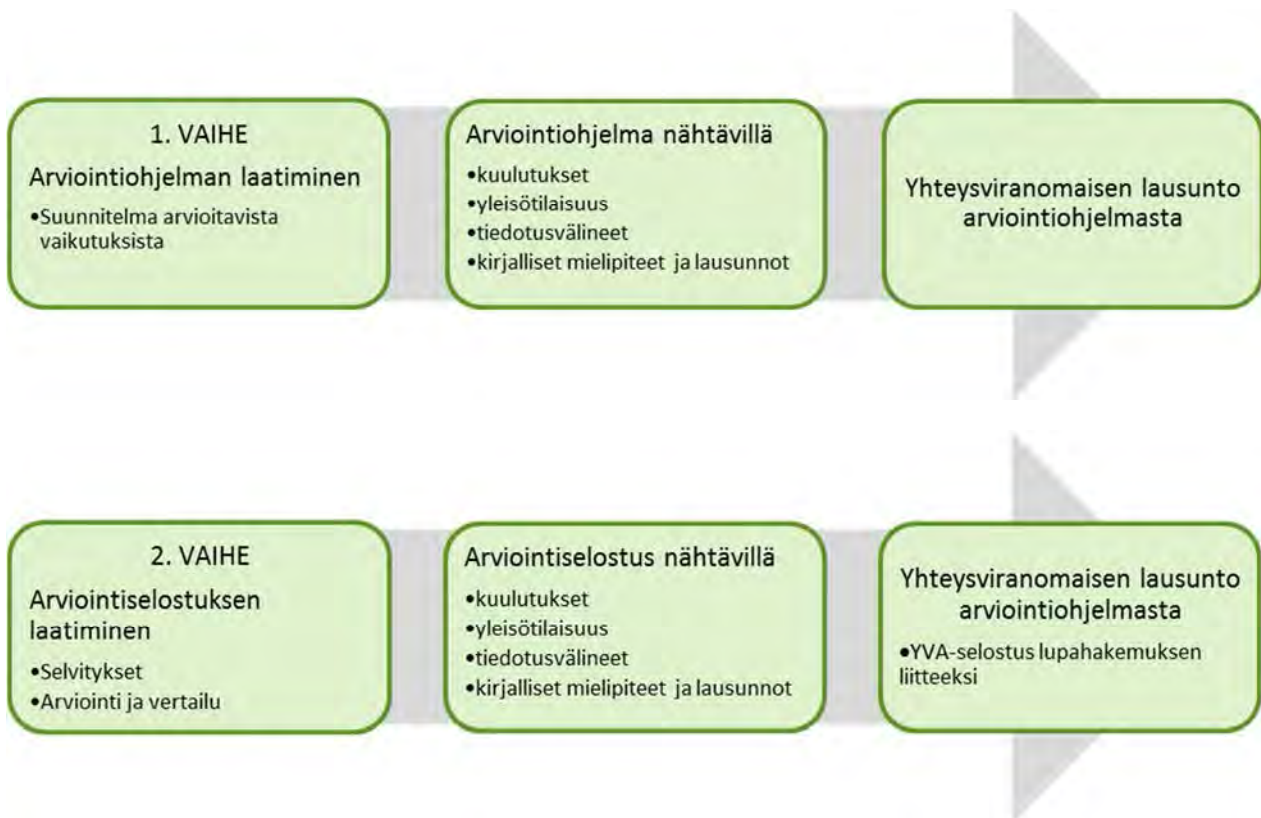 1. VAIHE
Arviointiohjelman laatiminen
•Suunnitelma arvioitavista
vaikutuksista
Arviointiohjelma nähtävillä
•kuulutukset
•yleisötilaisuus
•tiedotusvälineet
•kirjalliset mielipiteet ja lausunnot
Yhteysviranomaisen lausunto
arviointiohjelmasta
2. VAIHE
Arviointiselostuksen
laatiminen
•Selvitykset
•Arviointi ja vertailu
Arviointiselostus nähtävillä
•kuulutukset
•yleisötilaisuus
•tiedotusvälineet
•kirjalliset mielipiteet ja lausunnot
Yhteysviranomaisen lausunto
arviointiohjelmasta
•YVA-selostus lupahakemuksen
liitteeksi